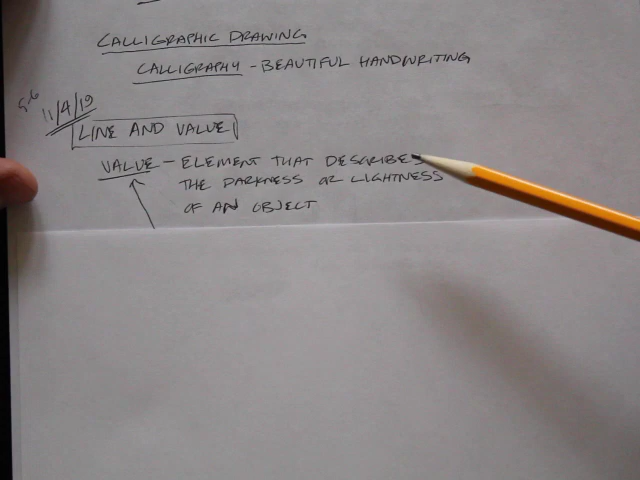 CALLIGRAPHIC DRAWING
CALLIGRAPHY - BEAUTIFUL HANDWRITING
11/4/19
LINE AND VALUE
VALUE - ELEMENT THAT DESCRIBES
THE DARKNESS OR LIGHTNESS
OF AN OBJECT